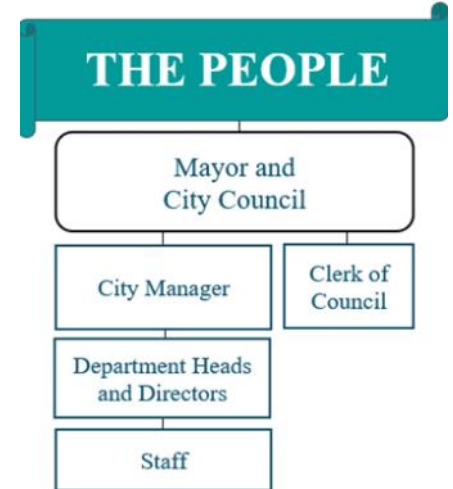 THE PEOPLE
Mayor and
City Council
City Manager
Clerk of
Council
Department Heads
and Directors
Staff